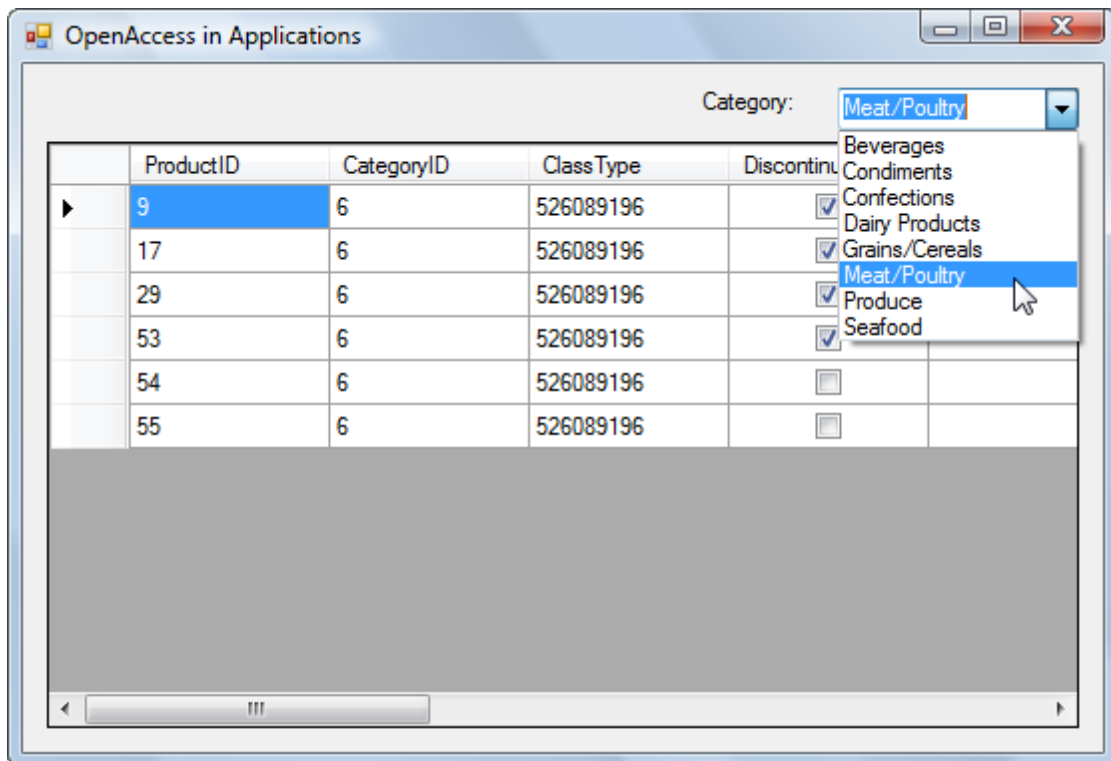 OpenAccess in Applications
Category: Meat/Poultry
ProductID CategoryID ClassType Discontinu
Beverages
Condiments
Confections
Dairy Products
Grains/Cereals
Meat/Poultry
Produce
Seafood
9 6 526089196
17 6 526089196
29 6 526089196
53 6 526089196
54 6 526089196
55 6 526089196